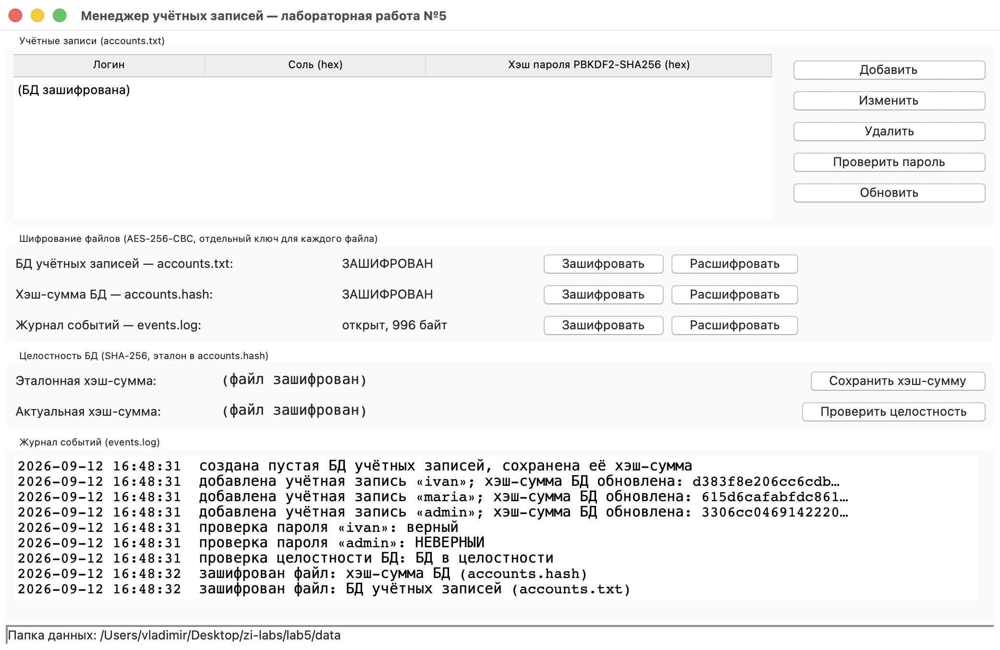 Менеджер учётных записей — лабораторная работа №5
Учётные записи (accounts.txt)
Логин Соль (hex) Хэш пароля PBKDF2-SHA256 (hex)
(БД зашифрована)
Добавить
Изменить
Удалить
Проверить пароль
Обновить
Шифрование файлов (AES-256-CBC, отдельный ключ для каждого файла)
БД учётных записей — accounts.txt: ЗАШИФРОВАН Зашифровать Расшифровать
Хэш-сумма БД — accounts.hash: ЗАШИФРОВАН Зашифровать Расшифровать
Журнал событий — events.log: открыт, 996 байт Зашифровать Расшифровать
Целостность БД (SHA-256, эталон в accounts.hash)
Эталонная хэш-сумма: (файл зашифрован) Сохранить хэш-сумму
Актуальная хэш-сумма: (файл зашифрован) Проверить целостность
Журнал событий (events.log)
2026-09-12 16:48:31 создана пустая БД учётных записей, сохранена её хэш-сумма
2026-09-12 16:48:31 добавлена учётная запись «ivan»; хэш-сумма БД обновлена: d383f8e206cc6cdb…
2026-09-12 16:48:31 добавлена учётная запись «maria»; хэш-сумма БД обновлена: 615d6cafabfdc861…
2026-09-12 16:48:31 добавлена учётная запись «admin»; хэш-сумма БД обновлена: 3306cc0469142220…
2026-09-12 16:48:31 проверка пароля «ivan»: верный
2026-09-12 16:48:31 проверка пароля «admin»: НЕВЕРНЫЙ
2026-09-12 16:48:31 проверка целостности БД: БД в целостности
2026-09-12 16:48:32 зашифрован файл: хэш-сумма БД (accounts.hash)
2026-09-12 16:48:32 зашифрован файл: БД учётных записей (accounts.txt)
Папка данных: /Users/vladimir/Desktop/zi-labs/lab5/data